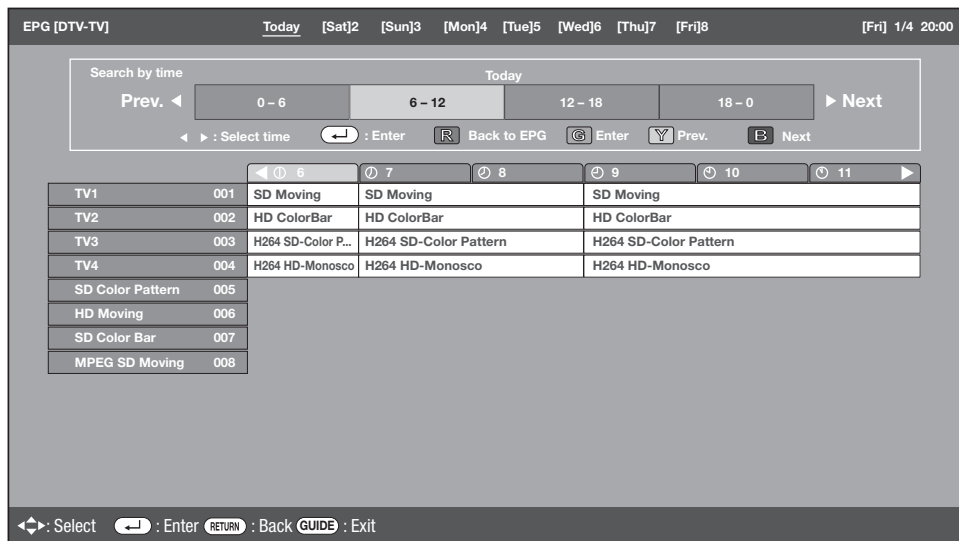 EPG [DTV-TV] Today [Sat]2 [Sun]3 [Mon]4 [Tue]5 [Wed]6 [Thu]7 [Fri]8 [Fri] 1/4 20:00
Search by time Today
Prev. ◀ 0 – 6 6 – 12 12 – 18 18 – 0 ▶ Next
◀ ▶ : Select time : Enter R Back to EPG G Enter Y Prev. B Next
6 7 8 9 10 11
TV1 001 SD Moving SD Moving SD Moving
TV2 002 HD ColorBar HD ColorBar HD ColorBar
TV3 003 H264 SD-Color P... H264 SD-Color Pattern H264 SD-Color Pattern
TV4 004 H264 HD-Monosco H264 HD-Monosco H264 HD-Monosco
SD Color Pattern 005
HD Moving 006
SD Color Bar 007
MPEG SD Moving 008
: Select : Enter RETURN : Back GUIDE : Exit